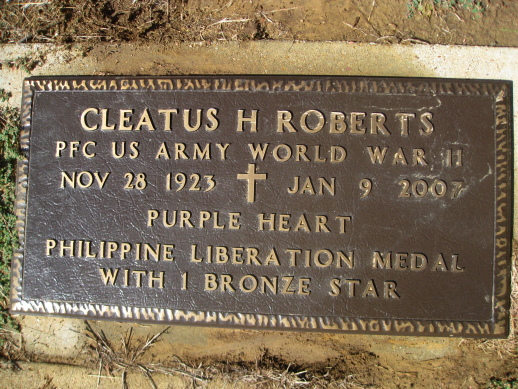 CLEATUS H ROBERTS
PFC US ARMY WORLD WAR II
NOV 28 1923 JAN 9 2007
PURPLE HEART
PHILIPPINE LIBERATION MEDAL
WITH 1 BRONZE STAR